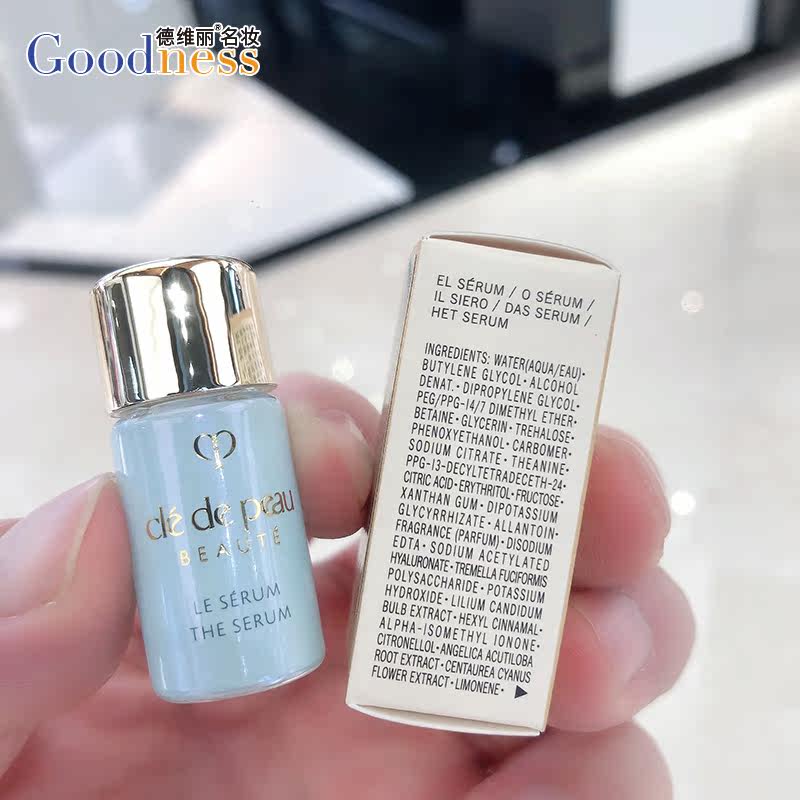 德维丽®名妆
Goodness
clé de peau
BEAUTÉ
LE SÉRUM
THE SERUM
EL SÉRUM / O SÉRUM /
IL SIERO / DAS SERUM /
HET SERUM
INGREDIENTS: WATER(AQUA/EAU)·
BUTYLENE GLYCOL · ALCOHOL
DENAT. · DIPROPYLENE GLYCOL·
PEG/PPG-14/7 DIMETHYL ETHER·
BETAINE · GLYCERIN · TREHALOSE·
PHENOXYETHANOL · CARBOMER·
SODIUM CITRATE · THEANINE·
PPG-13-DECYLTETRADECETH-24·
CITRIC ACID · ERYTHRITOL · FRUCTOSE·
XANTHAN GUM · DIPOTASSIUM
GLYCYRRHIZATE · ALLANTOIN·
FRAGRANCE (PARFUM) · DISODIUM
EDTA · SODIUM ACETYLATED
HYALURONATE · TREMELLA FUCIFORMIS
POLYSACCHARIDE · POTASSIUM
HYDROXIDE · LILIUM CANDIDUM
BULB EXTRACT · HEXYL CINNAMAL·
ALPHA-ISOMETHYL IONONE·
CITRONELLOL · ANGELICA ACUTILOBA
ROOT EXTRACT · CENTAUREA CYANUS
FLOWER EXTRACT · LIMONENE · ▶